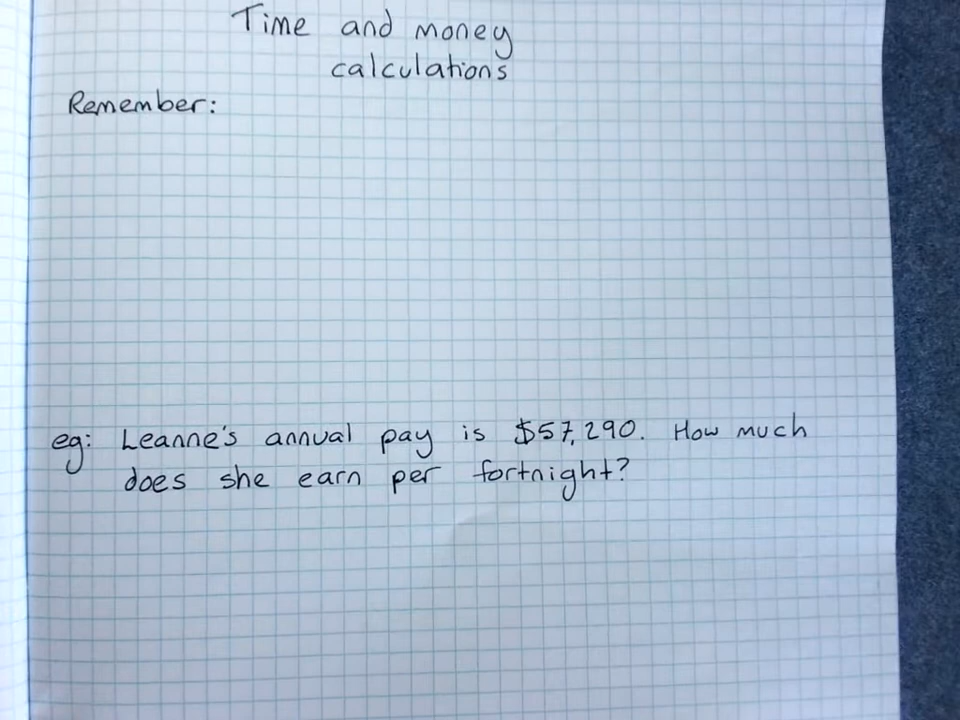 Time and money
calculations
Remember:
eg: Leanne's annual pay is $57,290. How much
does she earn per fortnight?